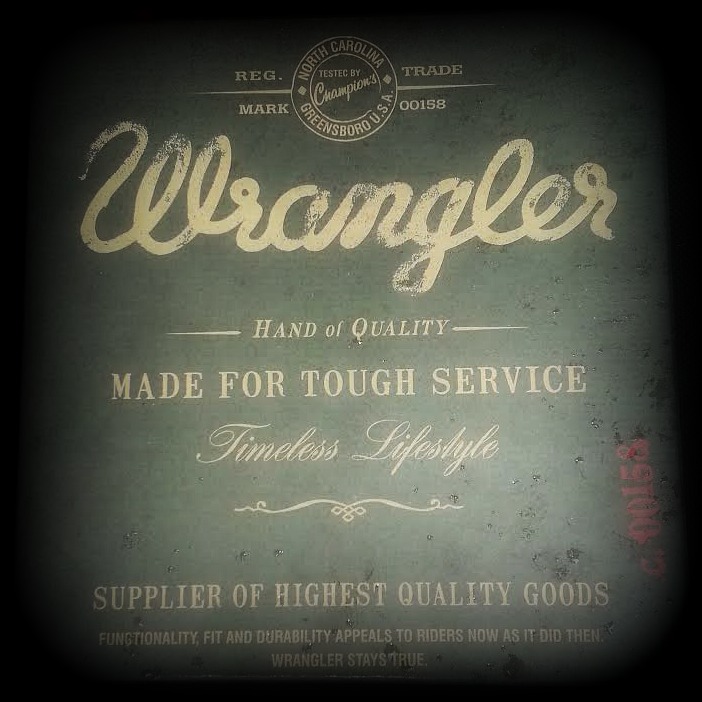 REG. TRADE
NORTH CAROLINA
TESTED BY
Champion's
GREENSBORO U.S.A.
MARK 00158
Wrangler
HAND of QUALITY
MADE FOR TOUGH SERVICE
Timeless Lifestyle
C. 00158
SUPPLIER OF HIGHEST QUALITY GOODS
FUNCTIONALITY, FIT AND DURABILITY APPEALS TO RIDERS NOW AS IT DID THEN.
WRANGLER STAYS TRUE.